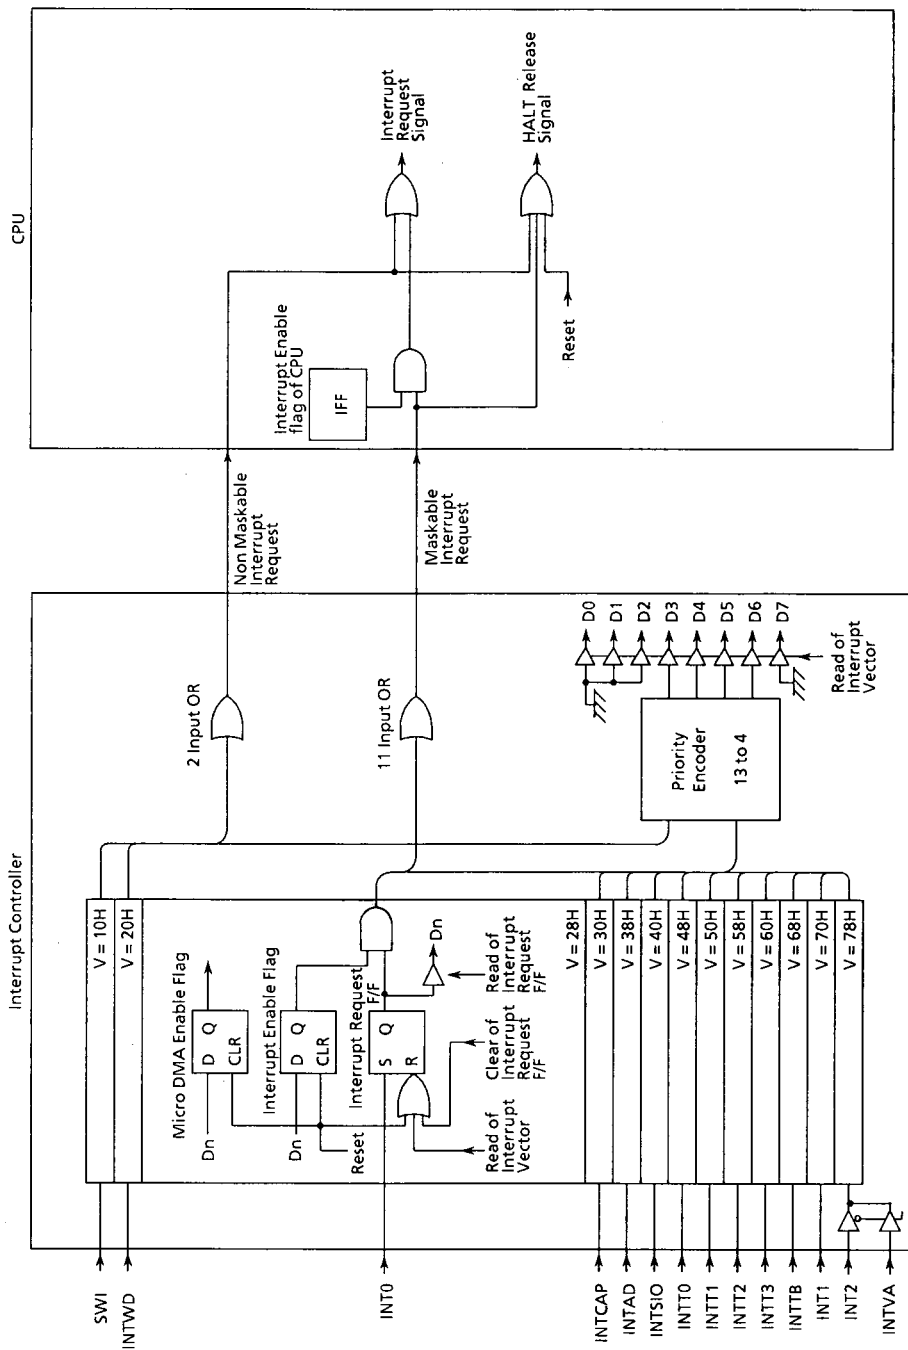 Interrupt Controller
CPU
SWI
V = 10H
INTWD
V = 20H
2 Input OR
Non Maskable
Interrupt
Request
Micro DMA Enable Flag
Dn
D Q
CLR
Interrupt Enable Flag
Dn
D Q
CLR
Reset
Interrupt Request
F/F
INT0
S Q
R
Dn
Read of
Interrupt
Vector
Clear of
Interrupt
Request
F/F
Read of
Interrupt
Request
F/F
V = 28H
11 Input OR
Maskable
Interrupt
Request
Interrupt Enable
flag of CPU
IFF
Interrupt
Request
Signal
HALT Release
Signal
Reset
INTCAP
V = 30H
INTAD
V = 38H
INTSIO
V = 40H
INTT0
V = 48H
INTT1
V = 50H
INTT2
V = 58H
INTT3
V = 60H
INTTB
V = 68H
INT1
V = 70H
INT2
V = 78H
INTVA
Priority
Encoder
13 to 4
D0
D1
D2
D3
D4
D5
D6
D7
Read of
Interrupt
Vector